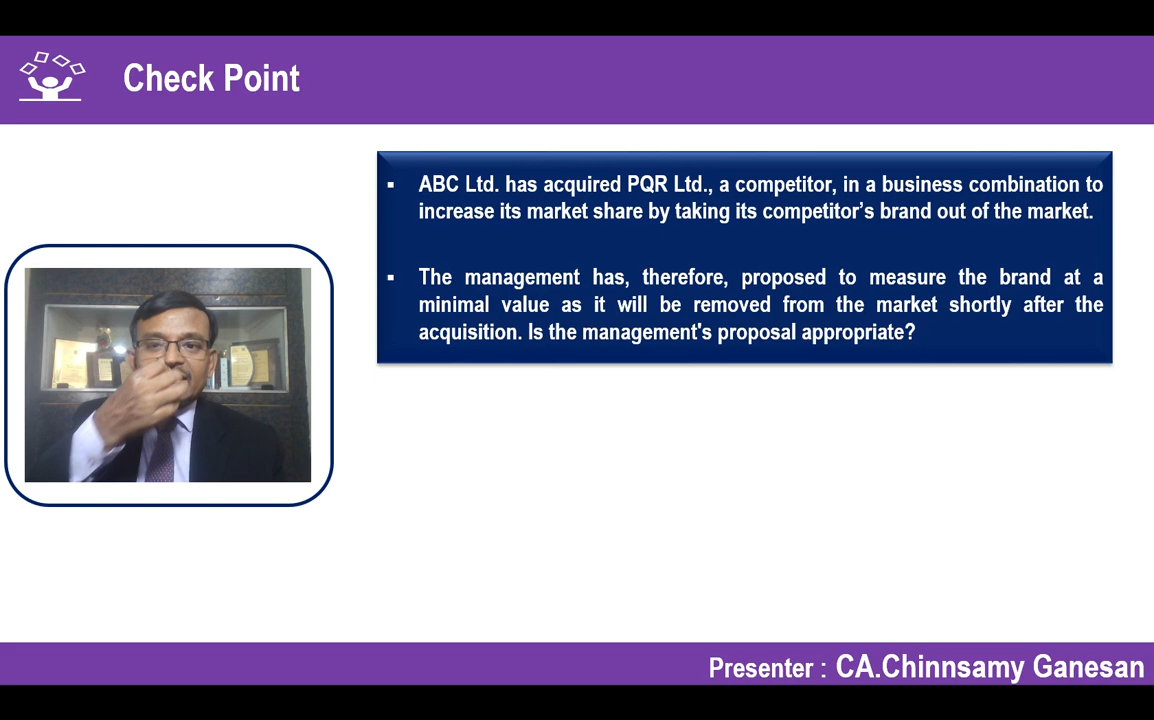 Check Point
▪ ABC Ltd. has acquired PQR Ltd., a competitor, in a business combination to
increase its market share by taking its competitor’s brand out of the market.
▪ The management has, therefore, proposed to measure the brand at a
minimal value as it will be removed from the market shortly after the
acquisition. Is the management's proposal appropriate?
Presenter : CA.Chinnsamy Ganesan